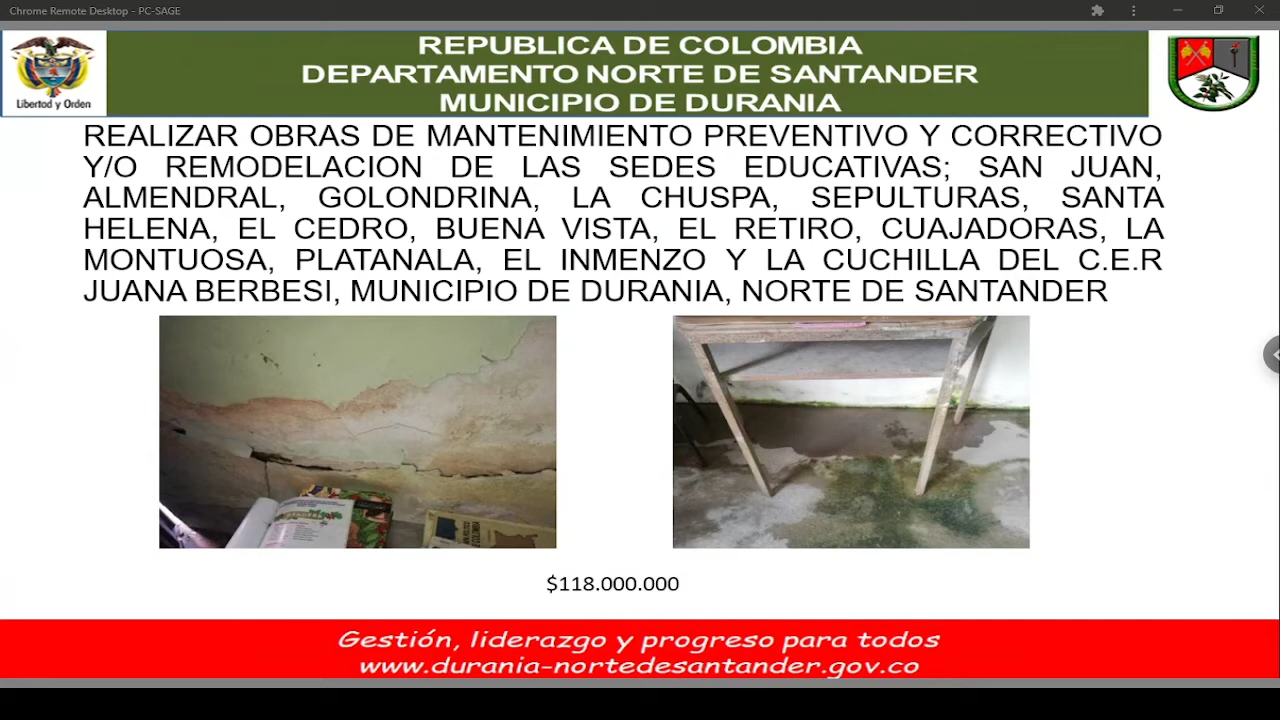 Chrome Remote Desktop - PC-SAGE
REPUBLICA DE COLOMBIA
DEPARTAMENTO NORTE DE SANTANDER
MUNICIPIO DE DURANIA
Libertad y Orden
REALIZAR OBRAS DE MANTENIMIENTO PREVENTIVO Y CORRECTIVO
Y/O REMODELACION DE LAS SEDES EDUCATIVAS; SAN JUAN,
ALMENDRAL, GOLONDRINA, LA CHUSPA, SEPULTURAS, SANTA
HELENA, EL CEDRO, BUENA VISTA, EL RETIRO, CUAJADORAS, LA
MONTUOSA, PLATANALA, EL INMENZO Y LA CUCHILLA DEL C.E.R
JUANA BERBESI, MUNICIPIO DE DURANIA, NORTE DE SANTANDER
$118.000.000
Gestión, liderazgo y progreso para todos
www.durania-nortedesantander.gov.co